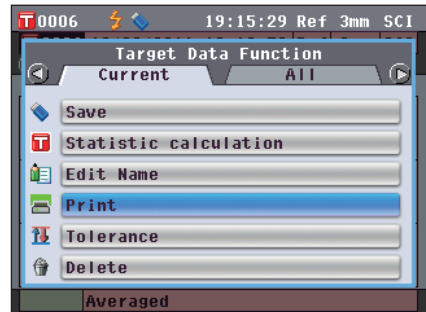 T0006 19:15:29 Ref 3mm SCI
Target Data Function
Current All
Save
T Statistic calculation
Edit Name
Print
Tolerance
Delete
Averaged